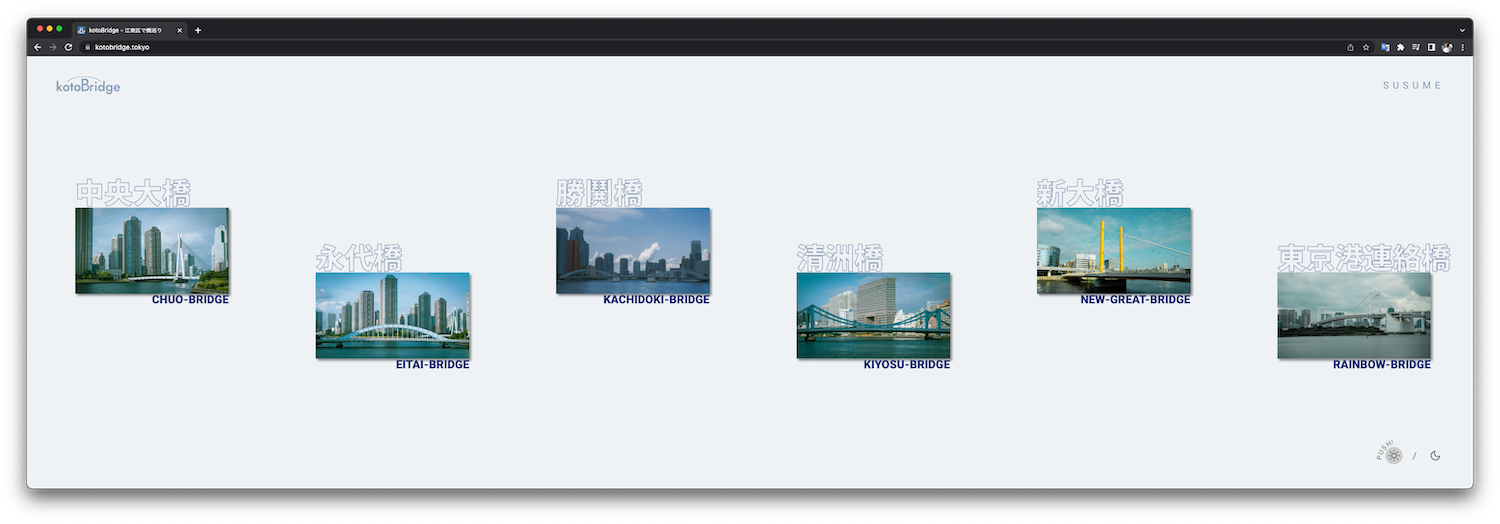 kotoBridge - 江東区で橋巡り
kotobridge.tokyo
kotoBridge
SUSUME
中央大橋
CHUO-BRIDGE
永代橋
EITAI-BRIDGE
勝鬨橋
KACHIDOKI-BRIDGE
清洲橋
KIYOSU-BRIDGE
新大橋
NEW-GREAT-BRIDGE
東京港連絡橋
RAINBOW-BRIDGE
PUSH!
/